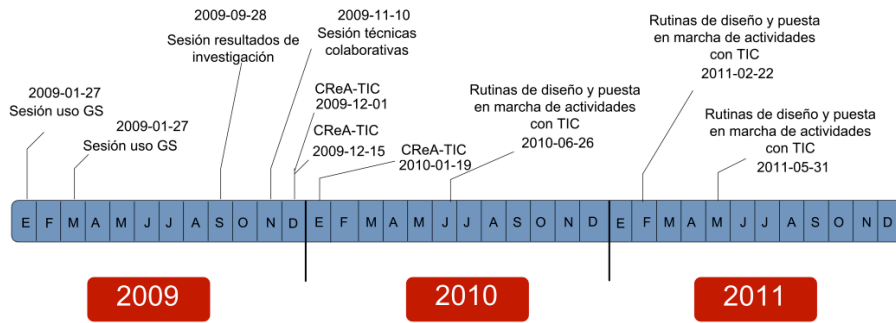 2009-01-27
Sesión uso GS
2009-01-27
Sesión uso GS
2009-09-28
Sesión resultados de
investigación
2009-11-10
Sesión técnicas
colaborativas
CReA-TIC
2009-12-01
CReA-TIC
2009-12-15
CReA-TIC
2010-01-19
Rutinas de diseño y puesta
en marcha de actividades
con TIC
2010-06-26
Rutinas de diseño y puesta
en marcha de actividades
con TIC
2011-02-22
Rutinas de diseño y puesta
en marcha de actividades
con TIC
2011-05-31
E F M A M J J A S O N D E F M A M J J A S O N D E F M A M J J A S O N D
2009 2010 2011